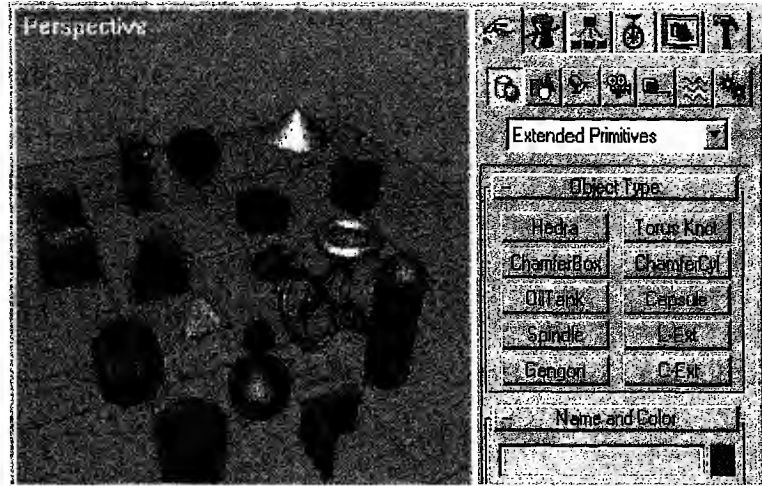 Perspective
Extended Primitives
Object Type
Hedra Torus Knot
ChamferBox ChamferCyl
OilTank Capsule
Spindle L-Ext
Gengon C-Ext
Name and Color